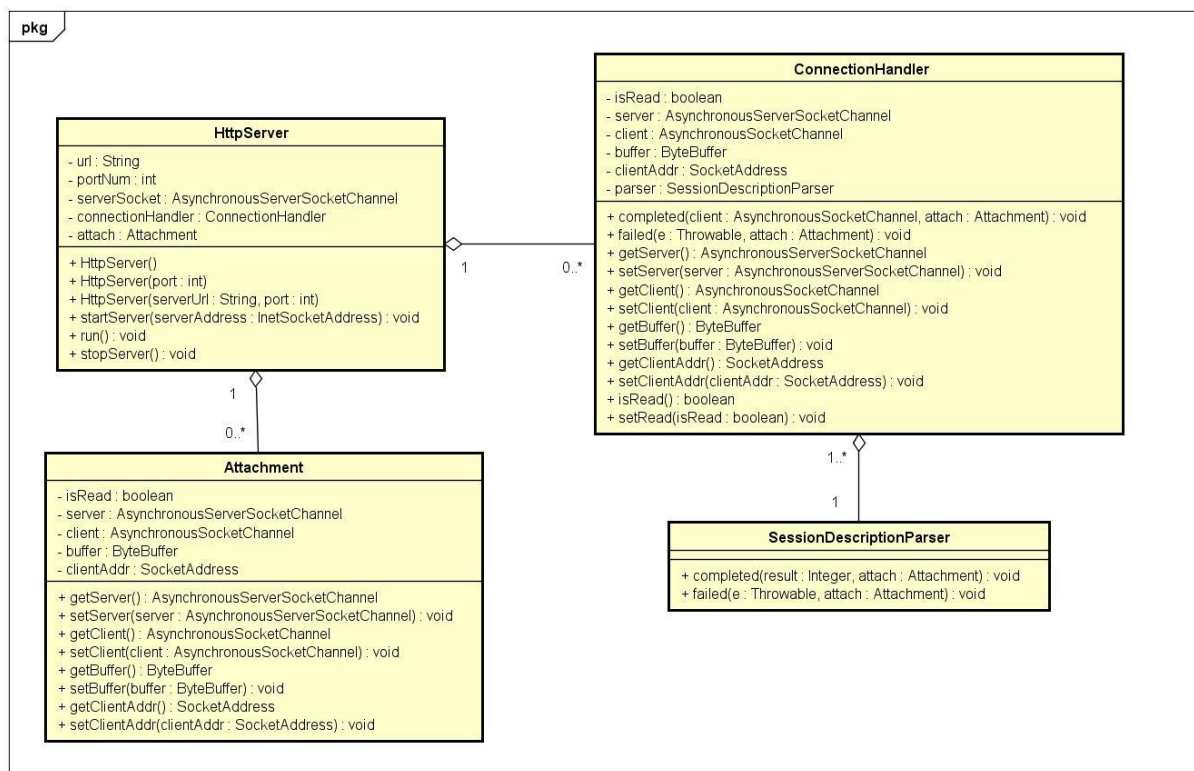 pkg
HttpServer
- url : String
- portNum : int
- serverSocket : AsynchronousServerSocketChannel
- connectionHandler : ConnectionHandler
- attach : Attachment
+ HttpServer()
+ HttpServer(port : int)
+ HttpServer(serverUrl : String, port : int)
+ startServer(serverAddress : InetSocketAddress) : void
+ run() : void
+ stopServer() : void
1
0..*
ConnectionHandler
- isRead : boolean
- server : AsynchronousServerSocketChannel
- client : AsynchronousSocketChannel
- buffer : ByteBuffer
- clientAddr : SocketAddress
- parser : SessionDescriptionParser
+ completed(client : AsynchronousSocketChannel, attach : Attachment) : void
+ failed(e : Throwable, attach : Attachment) : void
+ getServer() : AsynchronousServerSocketChannel
+ setServer(server : AsynchronousServerSocketChannel) : void
+ getClient() : AsynchronousSocketChannel
+ setClient(client : AsynchronousSocketChannel) : void
+ getBuffer() : ByteBuffer
+ setBuffer(buffer : ByteBuffer) : void
+ getClientAddr() : SocketAddress
+ setClientAddr(clientAddr : SocketAddress) : void
+ isRead() : boolean
+ setRead(isRead : boolean) : void
1
0..*
Attachment
- isRead : boolean
- server : AsynchronousServerSocketChannel
- client : AsynchronousSocketChannel
- buffer : ByteBuffer
- clientAddr : SocketAddress
+ getServer() : AsynchronousServerSocketChannel
+ setServer(server : AsynchronousServerSocketChannel) : void
+ getClient() : AsynchronousSocketChannel
+ setClient(client : AsynchronousSocketChannel) : void
+ getBuffer() : ByteBuffer
+ setBuffer(buffer : ByteBuffer) : void
+ getClientAddr() : SocketAddress
+ setClientAddr(clientAddr : SocketAddress) : void
1..*
1
SessionDescriptionParser
+ completed(result : Integer, attach : Attachment) : void
+ failed(e : Throwable, attach : Attachment) : void